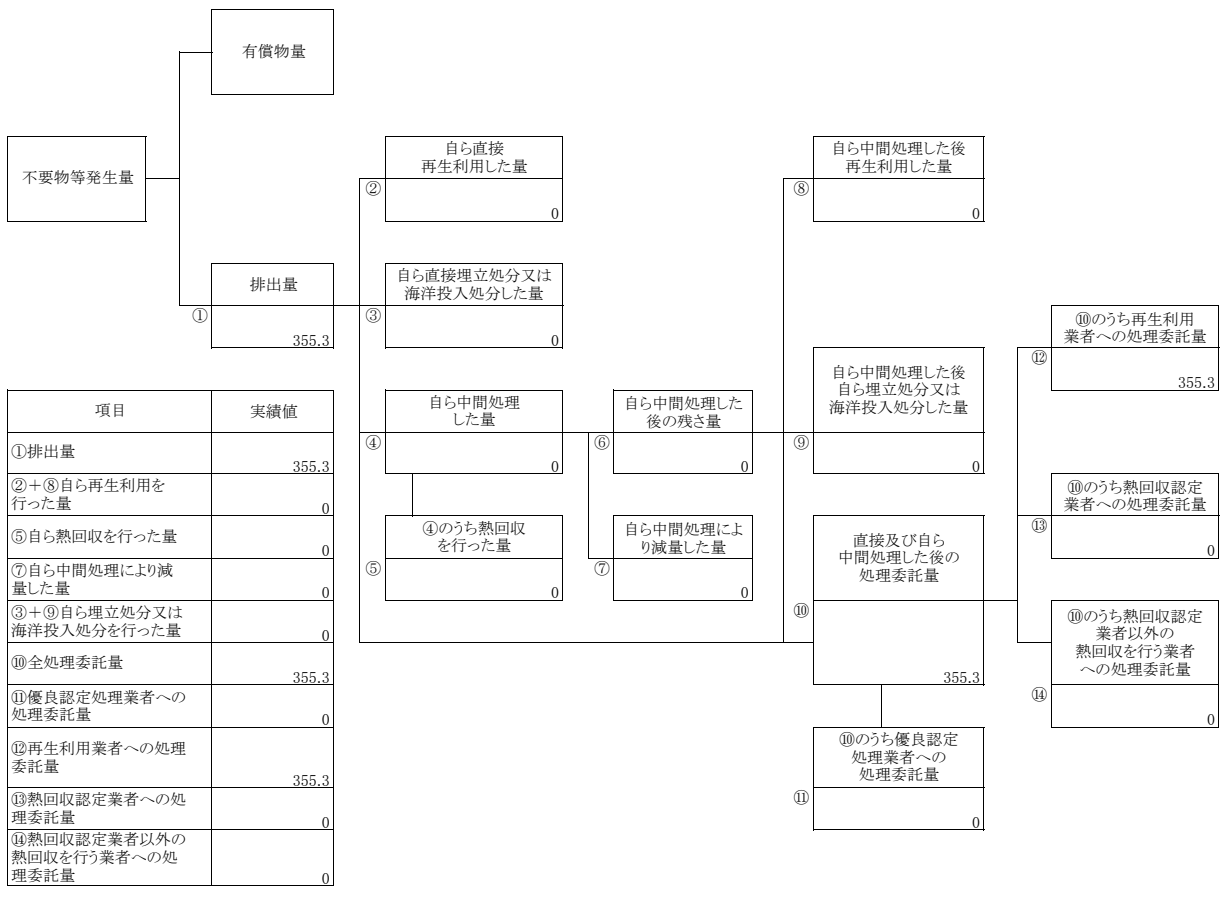 有償物量
不要物等発生量
排出量
①
355.3
自ら直接
再生利用した量
②
0
自ら直接埋立処分又は
海洋投入処分した量
③
0
自ら中間処理
した量
④
0
④のうち熱回収
を行った量
⑤
0
自ら中間処理した
後の残さ量
⑥
0
自ら中間処理によ
り減量した量
⑦
0
自ら中間処理した後
再生利用した量
⑧
0
自ら中間処理した後
自ら埋立処分又は
海洋投入処分した量
⑨
0
直接及び自ら
中間処理した後の
処理委託量
⑩
355.3
⑩のうち優良認定
処理業者への
処理委託量
⑪
0
⑩のうち再生利用
業者への処理委託量
⑫
355.3
⑩のうち熱回収認定
業者への処理委託量
⑬
0
⑩のうち熱回収認定
業者以外の
熱回収を行う業者
への処理委託量
⑭
0
項目 実績値
①排出量
355.3
②＋⑧自ら再生利用を
行った量
0
⑤自ら熱回収を行った量
0
⑦自ら中間処理により減
量した量
0
③＋⑨自ら埋立処分又は
海洋投入処分を行った量
0
⑩全処理委託量
355.3
⑪優良認定処理業者への
処理委託量
0
⑫再生利用業者への処理
委託量
355.3
⑬熱回収認定業者への処
理委託量
0
⑭熱回収認定業者以外の
熱回収を行う業者への処
理委託量
0